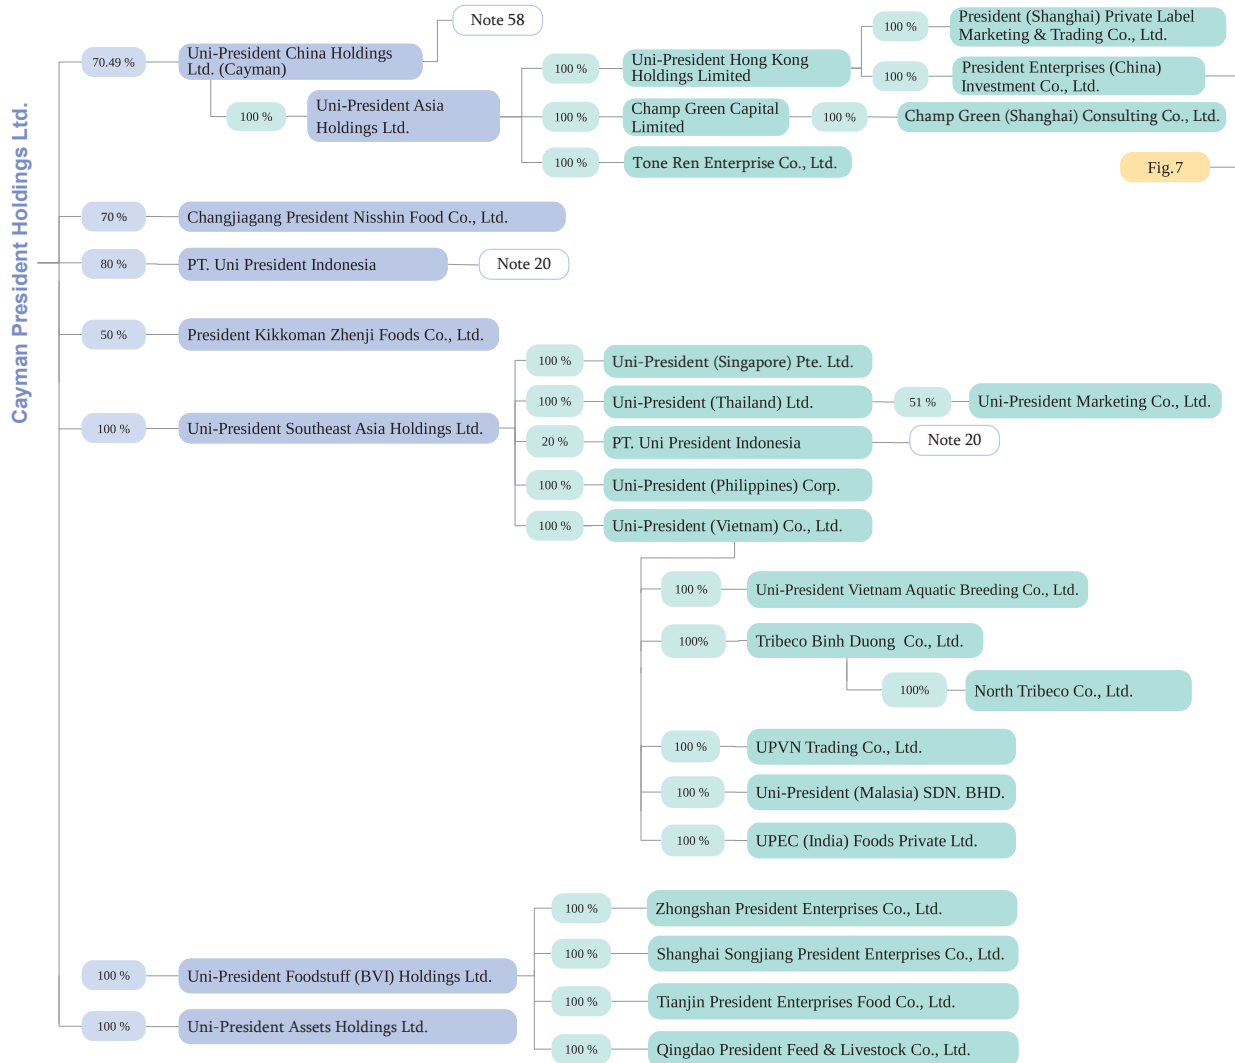 Cayman President Holdings Ltd.
70.49 %
Uni-President China Holdings
Ltd. (Cayman)
Note 58
100 %
Uni-President Asia
Holdings Ltd.
100 %
Uni-President Hong Kong
Holdings Limited
100 %
President (Shanghai) Private Label
Marketing & Trading Co., Ltd.
100 %
President Enterprises (China)
Investment Co., Ltd.
100 %
Champ Green Capital
Limited
100 %
Champ Green (Shanghai) Consulting Co., Ltd.
100 %
Tone Ren Enterprise Co., Ltd.
Fig.7
70 %
Changjiagang President Nisshin Food Co., Ltd.
80 %
PT. Uni President Indonesia
Note 20
50 %
President Kikkoman Zhenji Foods Co., Ltd.
100 %
Uni-President Southeast Asia Holdings Ltd.
100 %
Uni-President (Singapore) Pte. Ltd.
100 %
Uni-President (Thailand) Ltd.
51 %
Uni-President Marketing Co., Ltd.
20 %
PT. Uni President Indonesia
Note 20
100 %
Uni-President (Philippines) Corp.
100 %
Uni-President (Vietnam) Co., Ltd.
100 %
Uni-President Vietnam Aquatic Breeding Co., Ltd.
100%
Tribeco Binh Duong  Co., Ltd.
100%
North Tribeco Co., Ltd.
100 %
UPVN Trading Co., Ltd.
100 %
Uni-President (Malasia) SDN. BHD.
100 %
UPEC (India) Foods Private Ltd.
100 %
Uni-President Foodstuff (BVI) Holdings Ltd.
100 %
Zhongshan President Enterprises Co., Ltd.
100 %
Shanghai Songjiang President Enterprises Co., Ltd.
100 %
Tianjin President Enterprises Food Co., Ltd.
100 %
Qingdao President Feed & Livestock Co., Ltd.
100 %
Uni-President Assets Holdings Ltd.